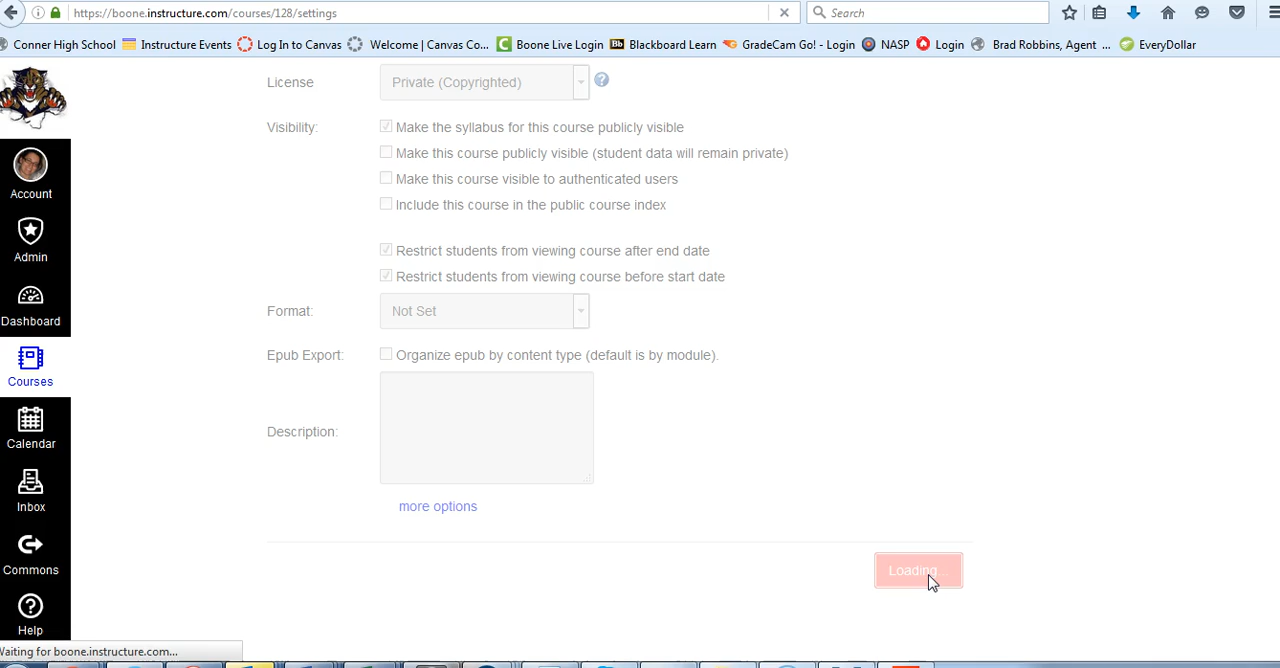 https://boone.instructure.com/courses/128/settings
Search
Conner High School Instructure Events Log In to Canvas Welcome | Canvas Co... Boone Live Login Bb Blackboard Learn GradeCam Go! - Login NASP Login Brad Robbins, Agent ... EveryDollar
License Private (Copyrighted) ?
Visibility: Make the syllabus for this course publicly visible
Make this course publicly visible (student data will remain private)
Make this course visible to authenticated users
Include this course in the public course index
Restrict students from viewing course after end date
Restrict students from viewing course before start date
Format: Not Set
Epub Export: Organize epub by content type (default is by module).
Description:
more options
Loading...
Account
Admin
Dashboard
Courses
Calendar
Inbox
Commons
Help
Waiting for boone.instructure.com...